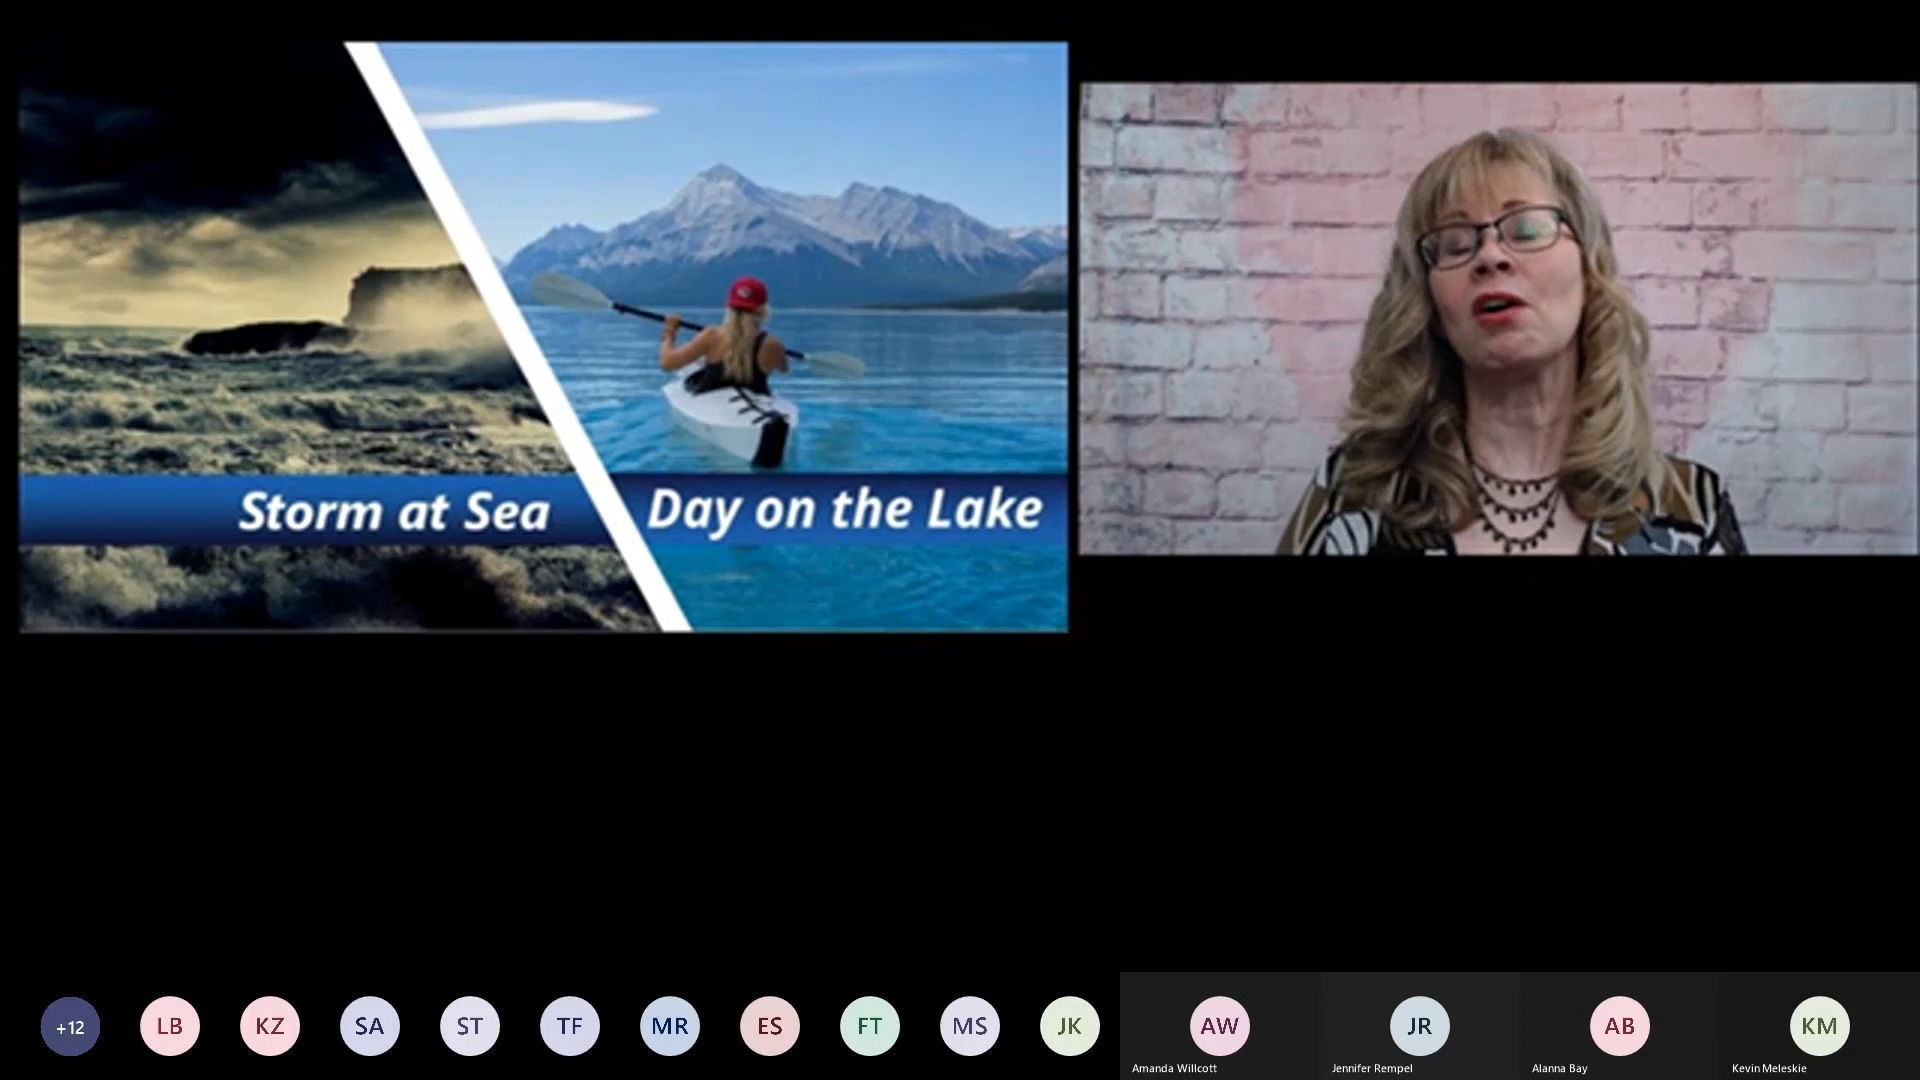 Storm at Sea
Day on the Lake
+12
LB
KZ
SA
ST
TF
MR
ES
FT
MS
JK
AW
JR
AB
KM
Amanda Willcott
Jennifer Rempel
Alanna Bay
Kevin Meleskie